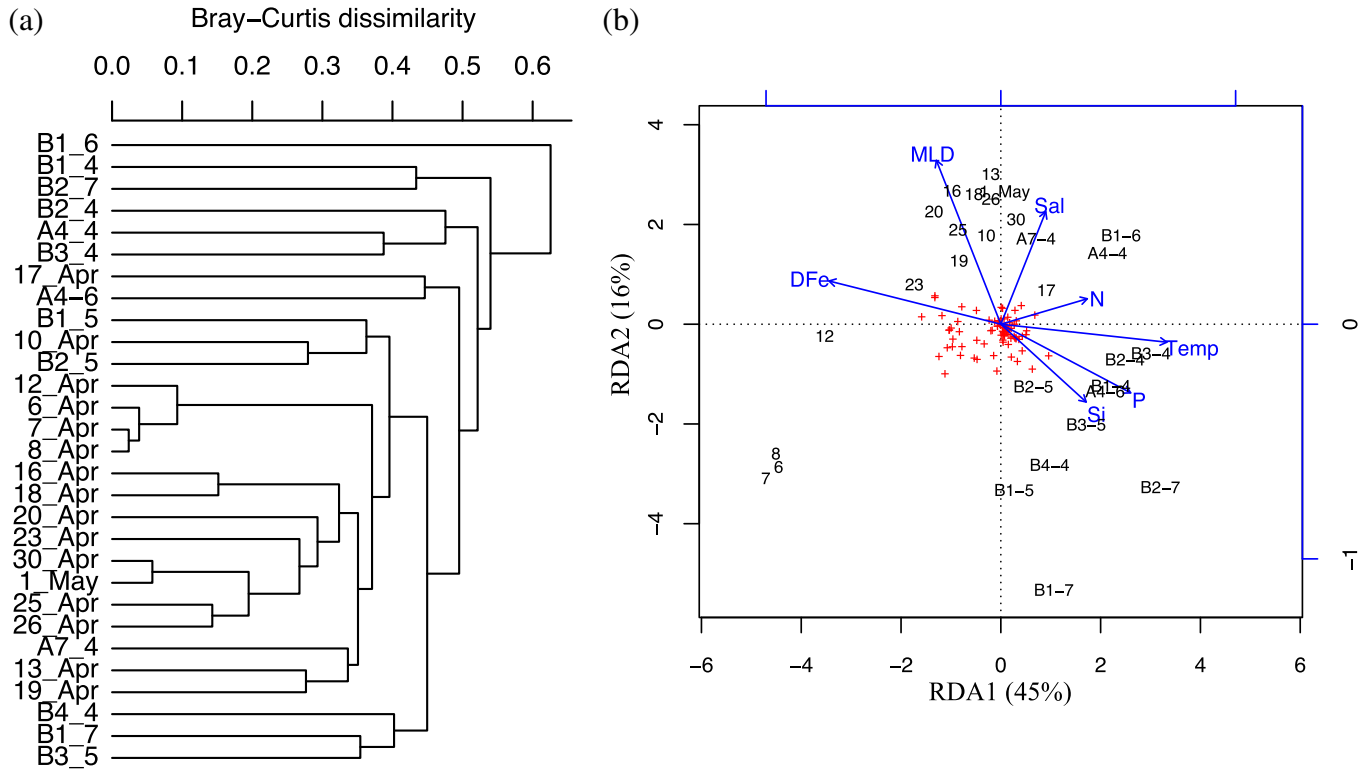 (a)
Bray−Curtis dissimilarity
0.0 0.1 0.2 0.3 0.4 0.5 0.6
B1_6
B1_4
B2_7
B2_4
A4_4
B3_4
17_Apr
A4−6
B1_5
10_Apr
B2_5
12_Apr
6_Apr
7_Apr
8_Apr
16_Apr
18_Apr
20_Apr
23_Apr
30_Apr
1_May
25_Apr
26_Apr
A7_4
13_Apr
19_Apr
B4_4
B1_7
B3_5
(b)
RDA2 (16%)
4
2
0
−2
−4
MLD
13
16
18
1_May
26
Sal
20
30
25
10
A7−4
B1−6
A4−4
19
DFe
23
17
N
0
12
Temp
B3−4
B2−4
B2−5
B1−4
A4−6
P
Si
B3−5
8
6
7
B4−4
B1−5
B2−7
B1−7
−1
−6 −4 −2 0 2 4 6
RDA1 (45%)